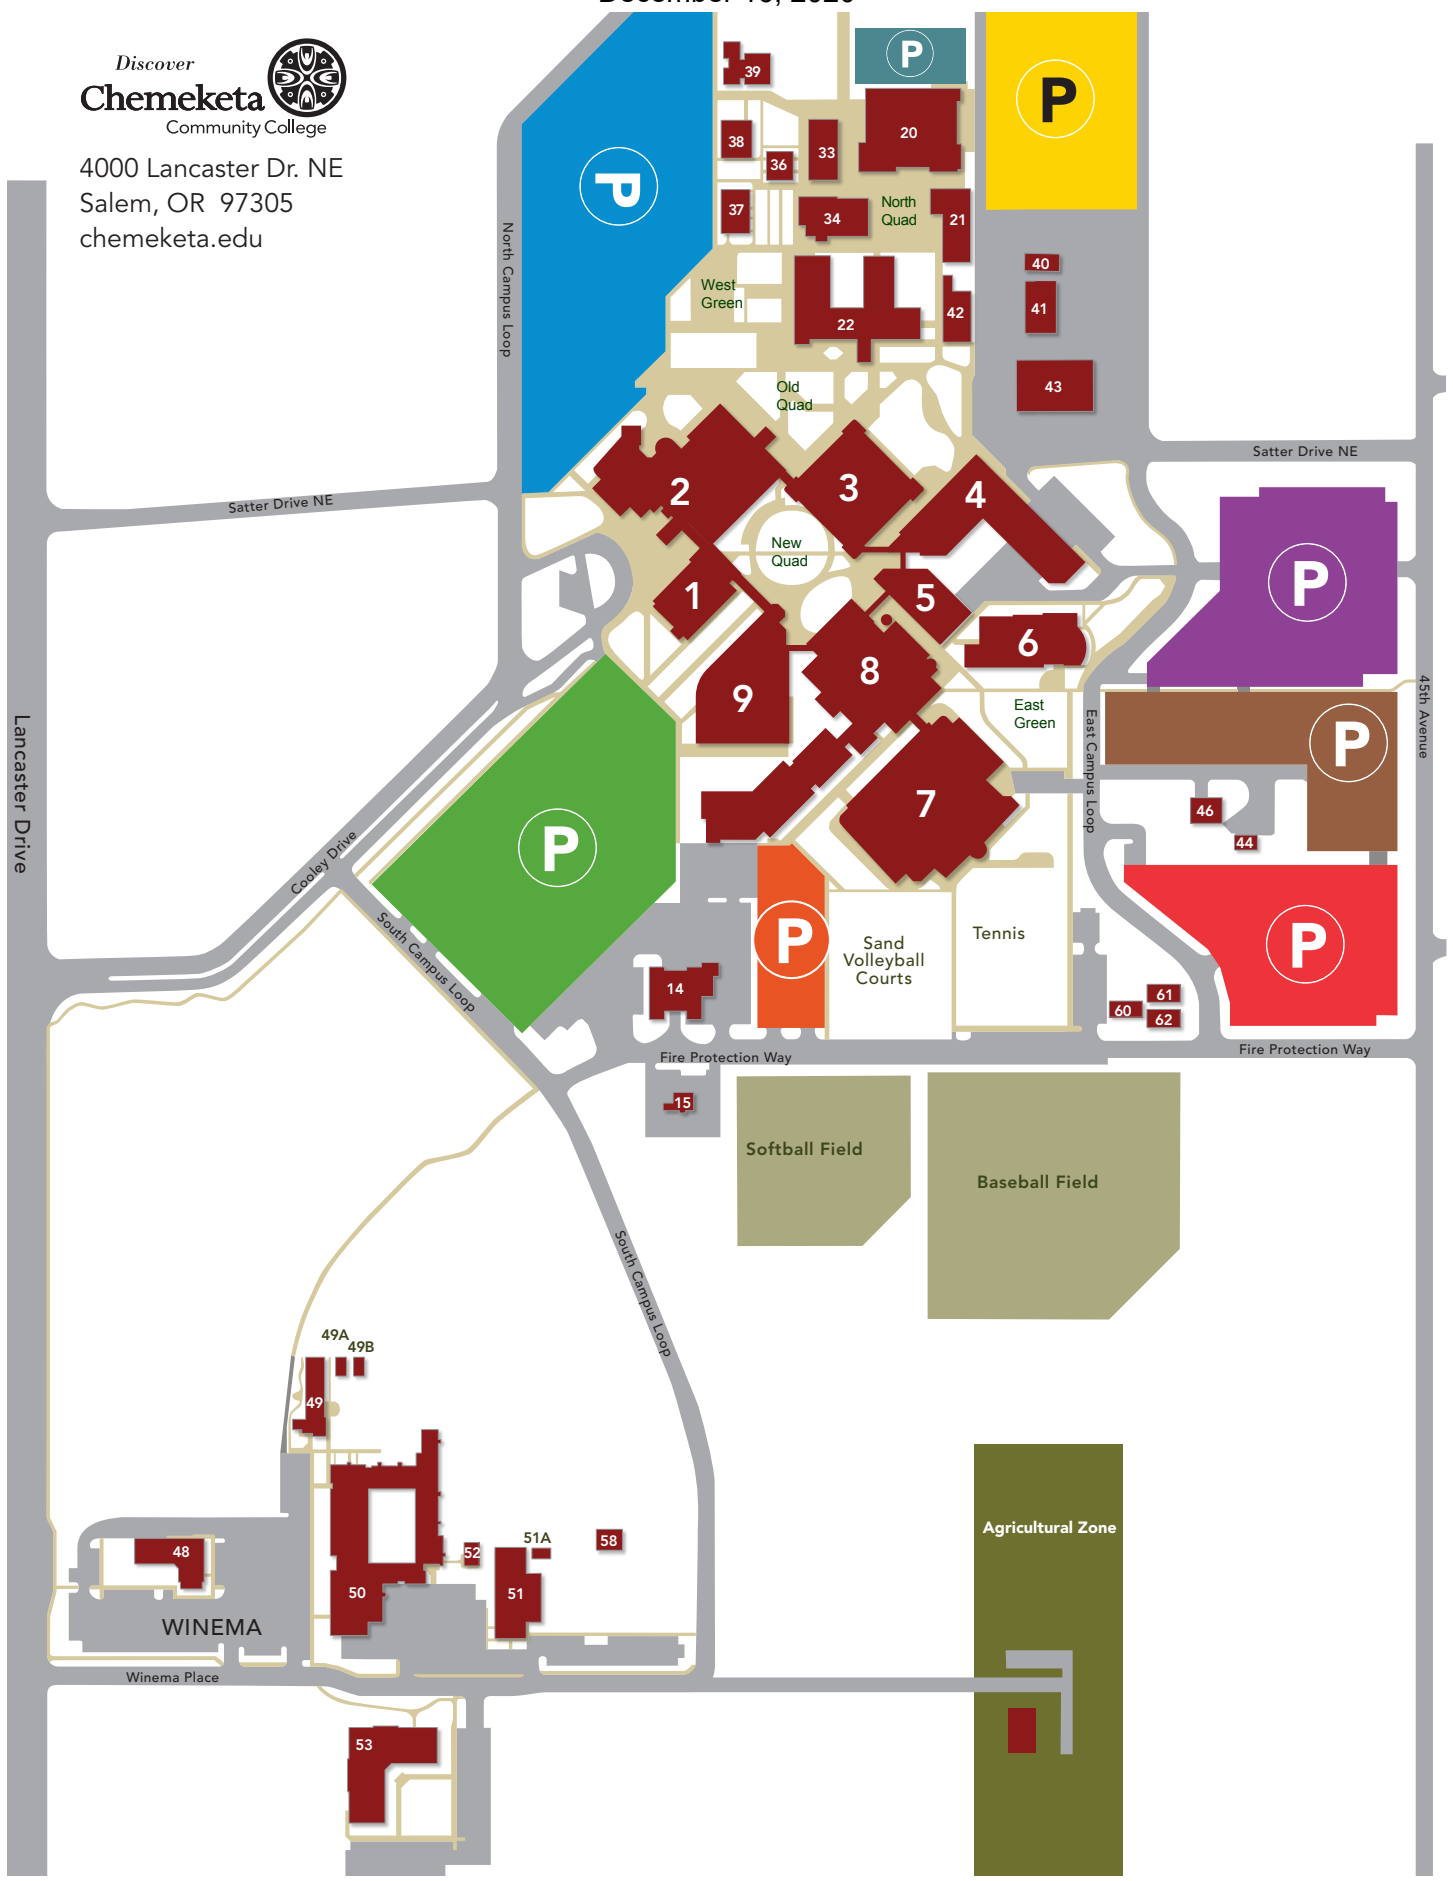 Discover
Chemeketa
Community College
4000 Lancaster Dr. NE
Salem, OR 97305
chemeketa.edu
P
P
P
39
38
36
33
20
37
34
North
Quad
21
North Campus Loop
West
Green
22
42
40
41
43
Old
Quad
Satter Drive NE
Satter Drive NE
2
3
4
New
Quad
1
5
6
P
8
9
East
Green
45th Avenue
Lancaster Drive
East Campus Loop
P
7
46
44
P
Cooley Drive
South Campus Loop
P
Sand
Volleyball
Courts
Tennis
P
14
60
61
62
Fire Protection Way
Fire Protection Way
15
Softball Field
Baseball Field
South Campus Loop
49A
49B
49
Agricultural Zone
48
52
51A
58
50
51
WINEMA
Winema Place
53